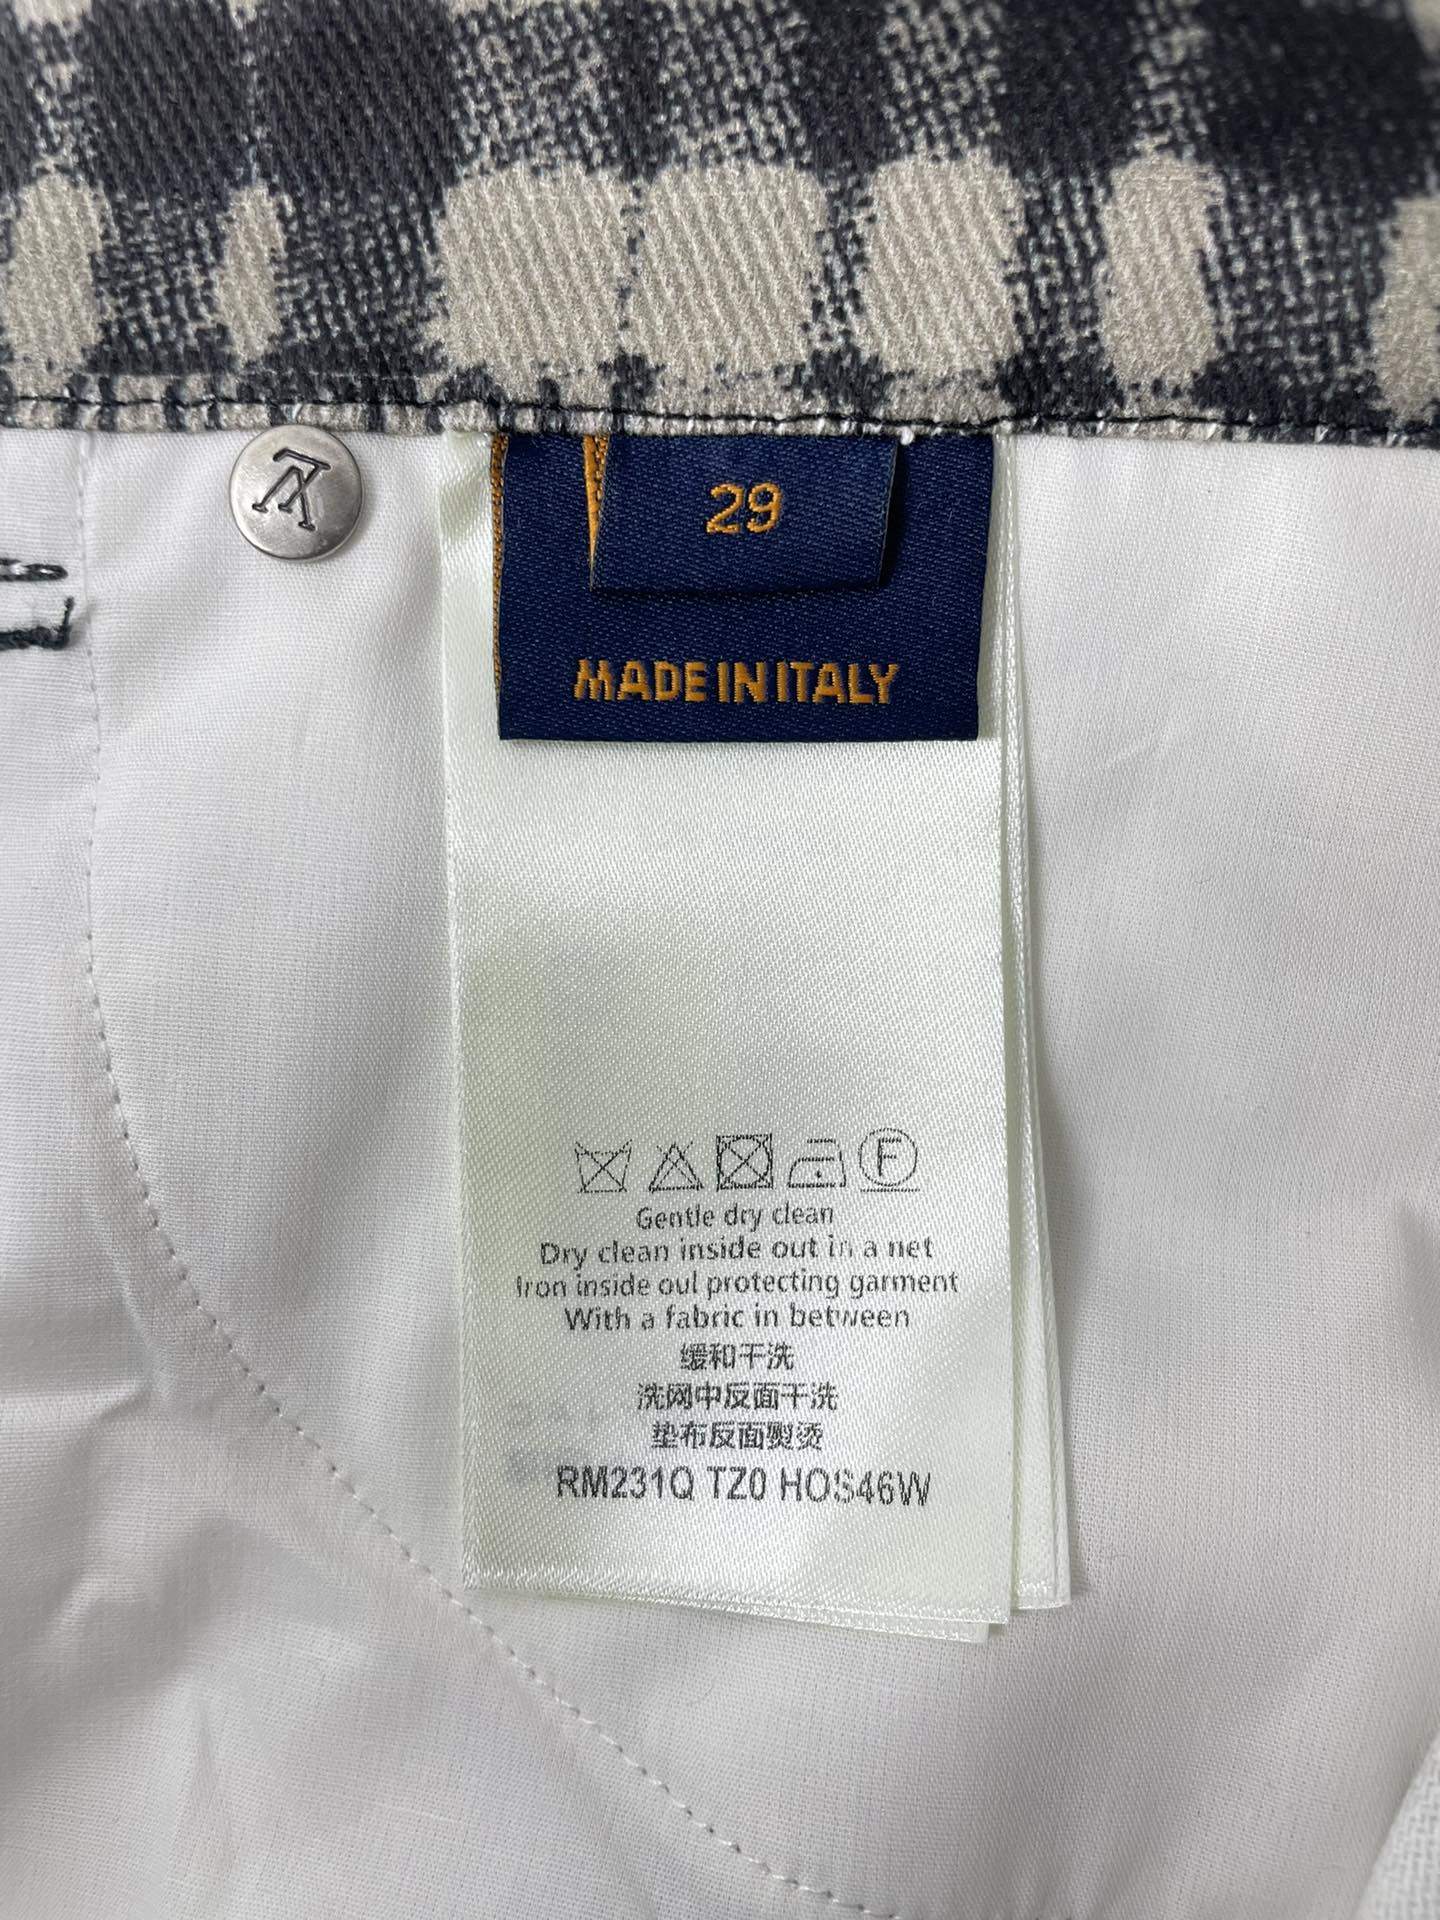 29
MADE IN ITALY
F
Gentle dry clean
Dry clean inside out in a net
Iron inside oul protecting garment
With a fabric in between
缓和干洗
洗网中反面干洗
垫布反面熨烫
RM231Q TZ0 HOS46W